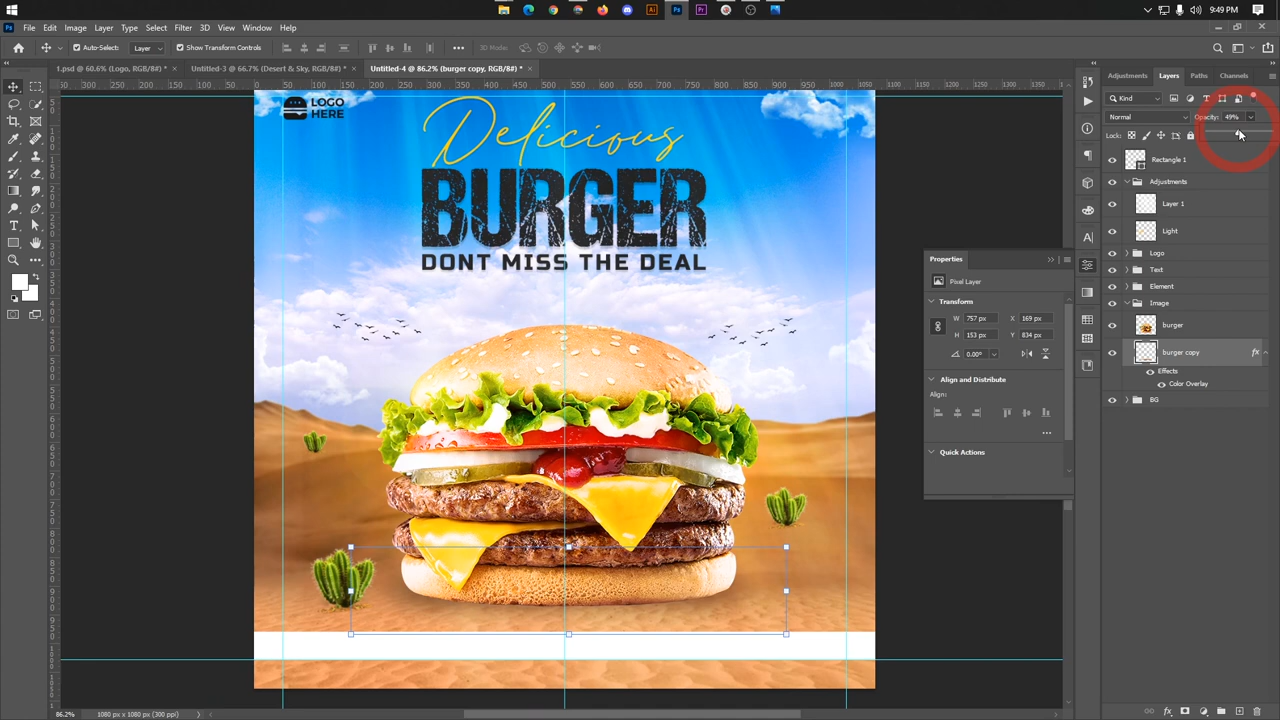 9:49 PM
File Edit Image Layer Type Select Filter 3D View Window Help
Auto-Select: Layer Show Transform Controls 3D Mode:
1.psd @ 60.6% (Logo, RGB/8#) * × Untitled-3 @ 66.7% (Desert & Sky, RGB/8#) * × Untitled-4 @ 86.2% (burger copy, RGB/8#) * ×
LOGO
HERE
Delicious
BURGER
DONT MISS THE DEAL
Properties
Pixel Layer
Transform
W 757 px X 169 px
H 153 px Y 834 px
0.00°
Align and Distribute
Align:
Quick Actions
Adjustments Layers Paths Channels
Kind
Normal Opacity: 49%
Lock:
Rectangle 1
Adjustments
Layer 1
Light
Logo
Text
Element
Image
burger
burger copy fx
Effects
Color Overlay
BG
86.2% 1080 px x 1080 px (300 ppi)